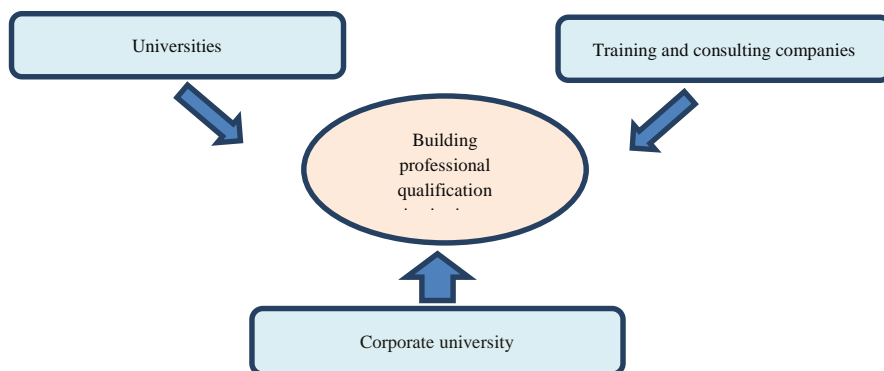 Universities
Training and consulting companies
Building
professional
qualification
Corporate university